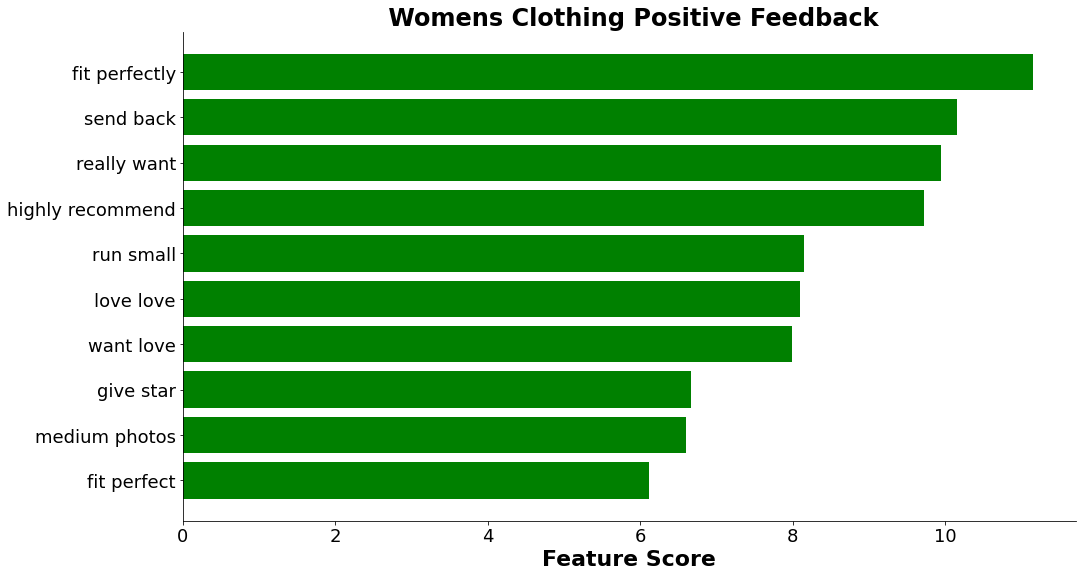 Womens Clothing Positive Feedback
fit perfectly
send back
really want
highly recommend
run small
love love
want love
give star
medium photos
fit perfect
0 2 4 6 8 10
Feature Score